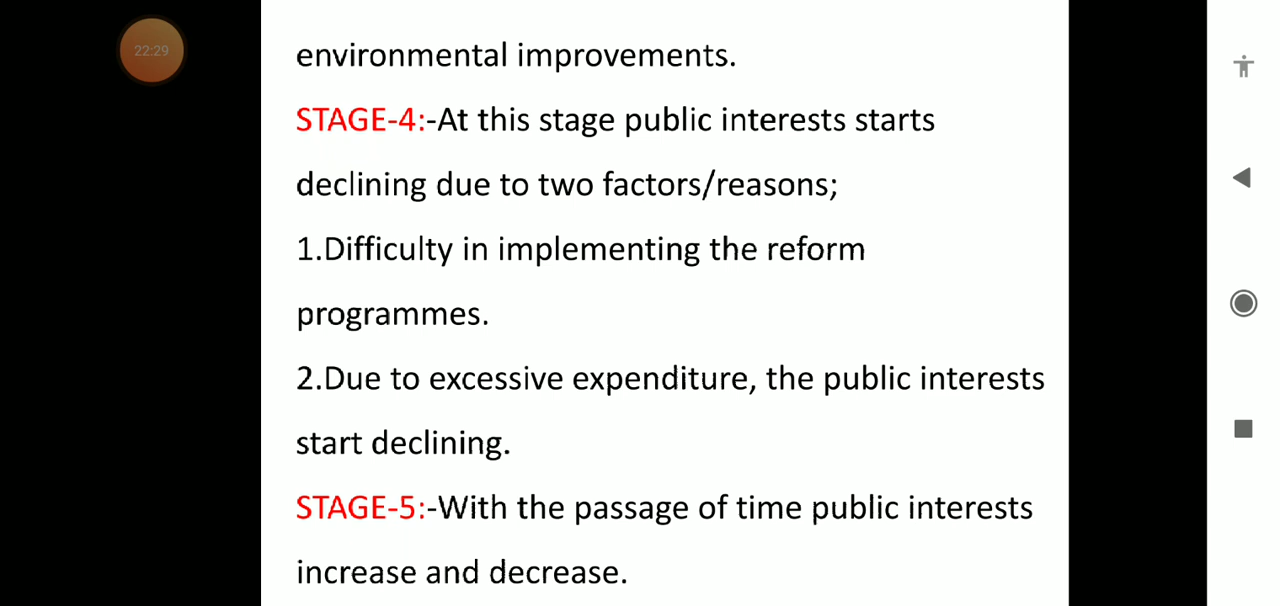 22:29
environmental improvements.
STAGE-4:-At this stage public interests starts
declining due to two factors/reasons;
1.Difficulty in implementing the reform
programmes.
2.Due to excessive expenditure, the public interests
start declining.
STAGE-5:-With the passage of time public interests
increase and decrease.